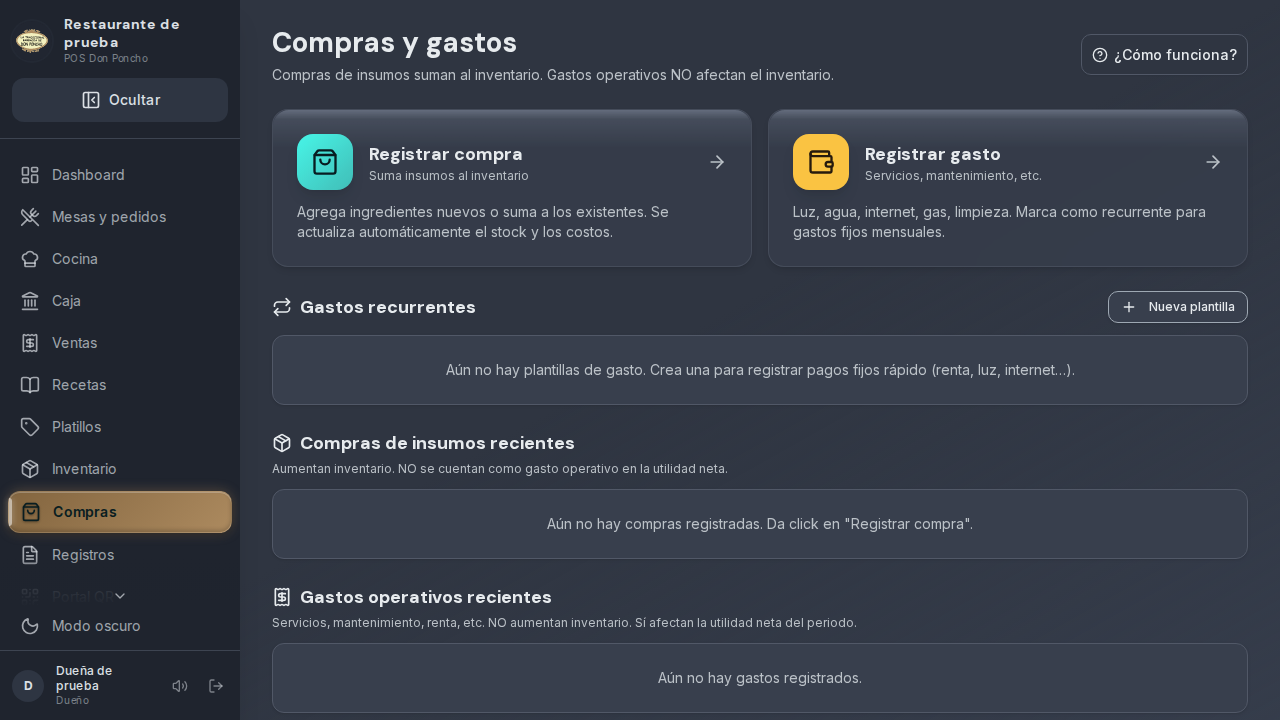 Restaurante de
prueba
POS Don Poncho
Ocultar
Dashboard
Mesas y pedidos
Cocina
Caja
Ventas
Recetas
Platillos
Inventario
Compras
Registros
Portal QR
Modo oscuro
D
Dueña de
prueba
Dueño
Compras y gastos
Compras de insumos suman al inventario. Gastos operativos NO afectan el inventario.
¿Cómo funciona?
Registrar compra
Suma insumos al inventario
Agrega ingredientes nuevos o suma a los existentes. Se
actualiza automáticamente el stock y los costos.
Registrar gasto
Servicios, mantenimiento, etc.
Luz, agua, internet, gas, limpieza. Marca como recurrente para
gastos fijos mensuales.
Gastos recurrentes
Nueva plantilla
Aún no hay plantillas de gasto. Crea una para registrar pagos fijos rápido (renta, luz, internet…).
Compras de insumos recientes
Aumentan inventario. NO se cuentan como gasto operativo en la utilidad neta.
Aún no hay compras registradas. Da click en "Registrar compra".
Gastos operativos recientes
Servicios, mantenimiento, renta, etc. NO aumentan inventario. Sí afectan la utilidad neta del periodo.
Aún no hay gastos registrados.